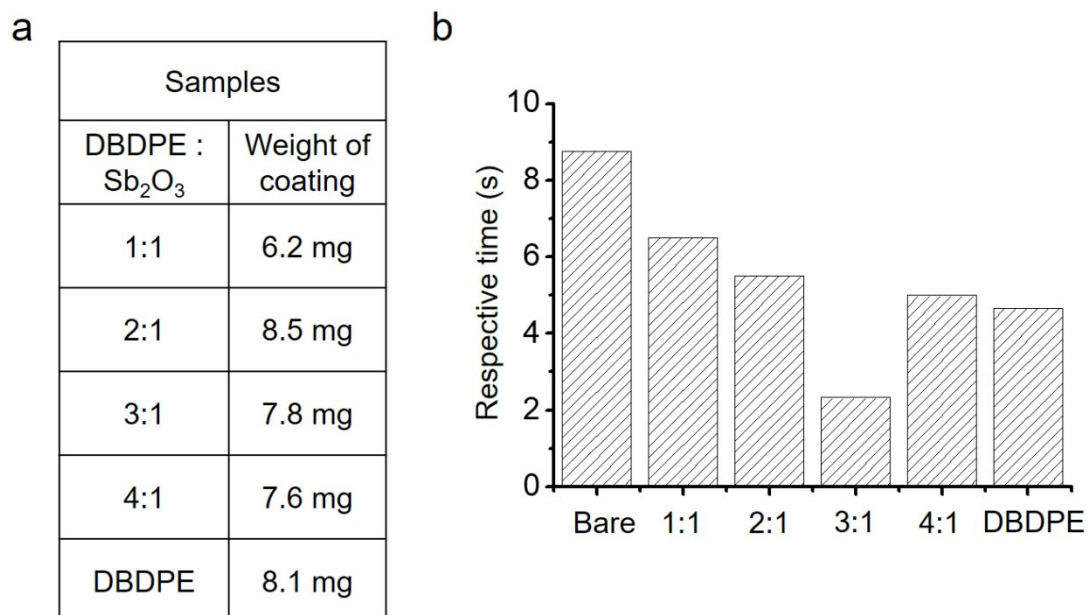 a
Samples
DBDPE :
Sb₂O₃
Weight of
coating
1:1
6.2 mg
2:1
8.5 mg
3:1
7.8 mg
4:1
7.6 mg
DBDPE
8.1 mg
b
Respective time (s)
10
8
6
4
2
0
Bare 1:1 2:1 3:1 4:1 DBDPE